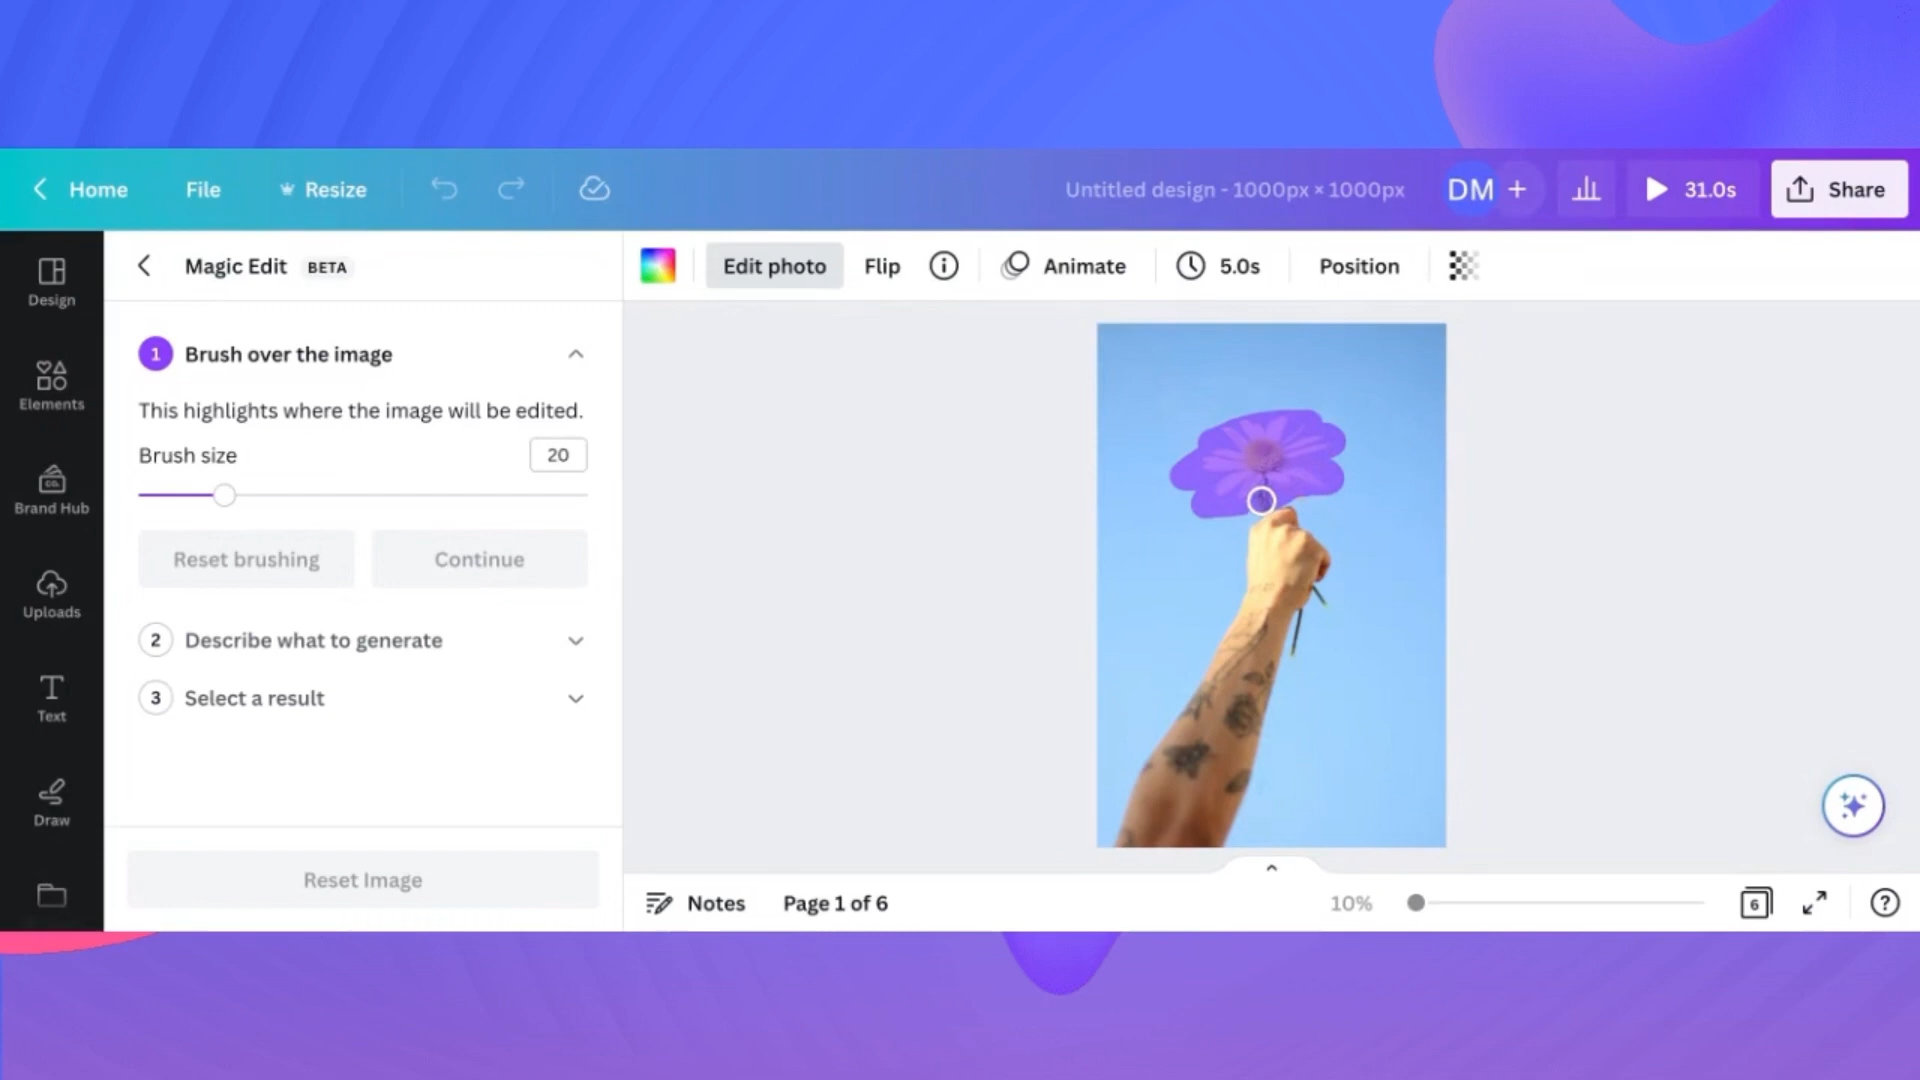 Home File Resize Untitled design - 1000px × 1000px DM + 31.0s Share
Design
Elements
CO.
Brand Hub
Uploads
Text
Draw
Magic Edit BETA
1 Brush over the image
This highlights where the image will be edited.
Brush size 20
Reset brushing Continue
2 Describe what to generate
3 Select a result
Reset Image
Edit photo Flip Animate 5.0s Position
Notes Page 1 of 6 10% 6 ?